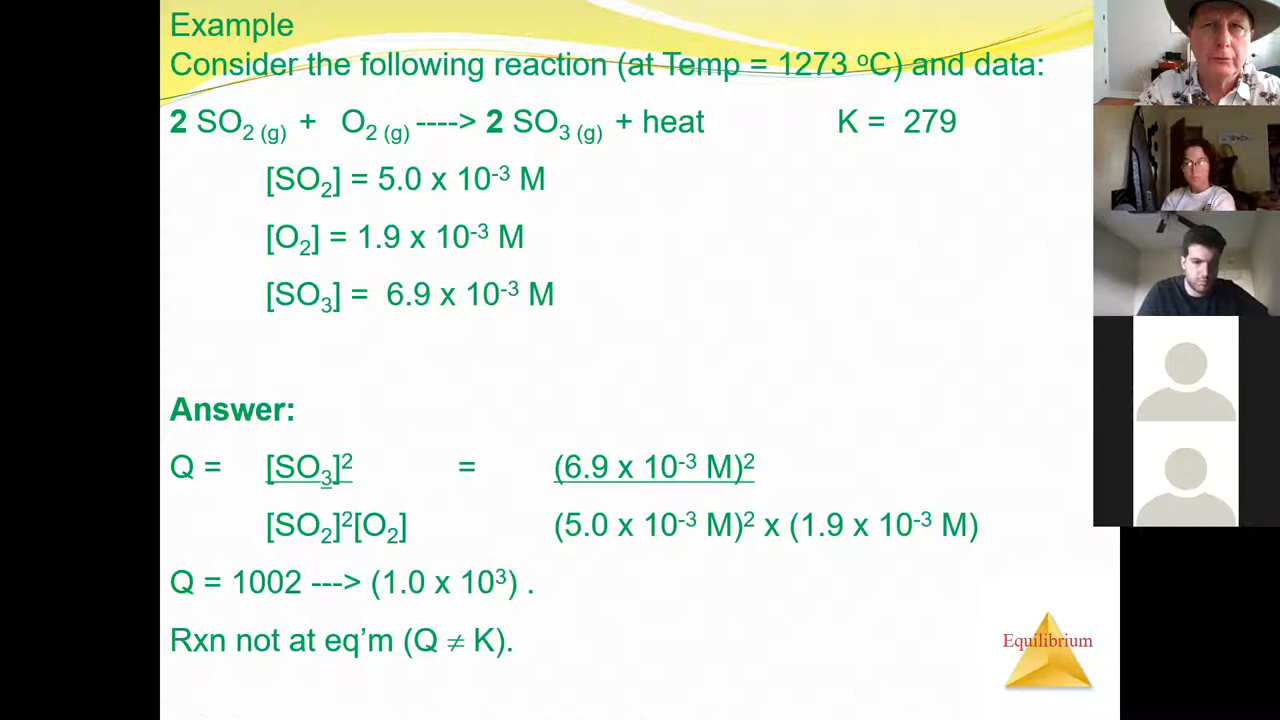 Example
Consider the following reaction (at Temp = 1273 ºC) and data:
2 SO₂ (g) + O₂ (g) ----> 2 SO₃ (g) + heat K = 279
[SO₂] = 5.0 x 10⁻³ M
[O₂] = 1.9 x 10⁻³ M
[SO₃] = 6.9 x 10⁻³ M
Answer:
Q = [SO₃]² = (6.9 x 10⁻³ M)²
[SO₂]²[O₂] (5.0 x 10⁻³ M)² x (1.9 x 10⁻³ M)
Q = 1002 ---> (1.0 x 10³) .
Rxn not at eq’m (Q ≠ K).
Equilibrium